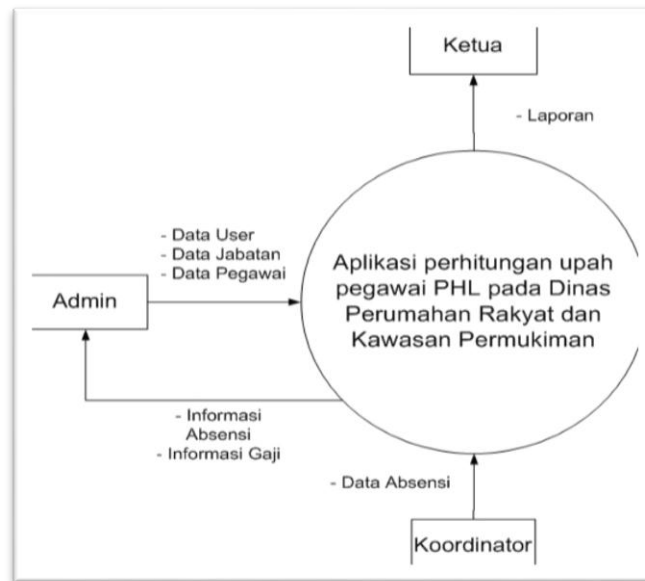 Ketua
- Laporan
- Data User
- Data Jabatan
- Data Pegawai
Admin
Aplikasi perhitungan upah
pegawai PHL pada Dinas
Perumahan Rakyat dan
Kawasan Permukiman
- Informasi
Absensi
- Informasi Gaji
- Data Absensi
Koordinator